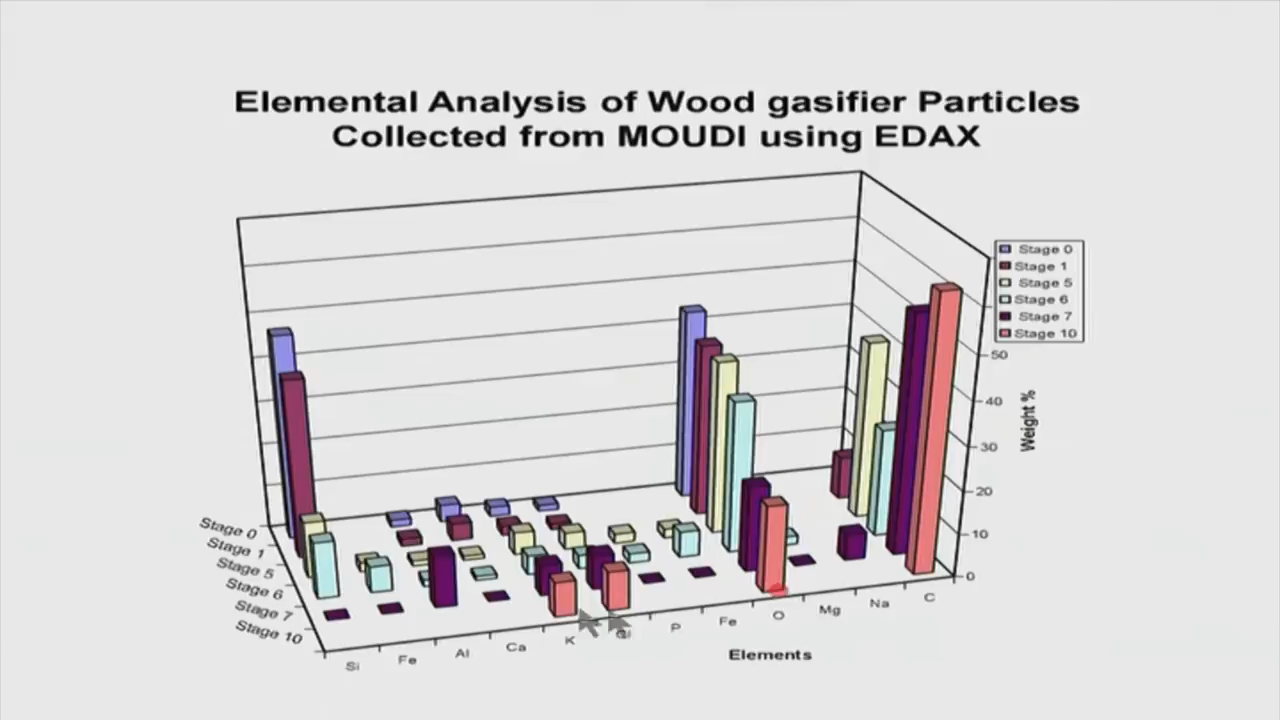 Elemental Analysis of Wood gasifier Particles
Collected from MOUDI using EDAX
Stage 0
Stage 1
Stage 5
Stage 6
Stage 7
Stage 10
50
40
30
20
10
0
Weight %
Stage 0
Stage 1
Stage 5
Stage 6
Stage 7
Stage 10
Si
Fe
Al
Ca
K
P
Fe
O
Mg
Na
C
Elements